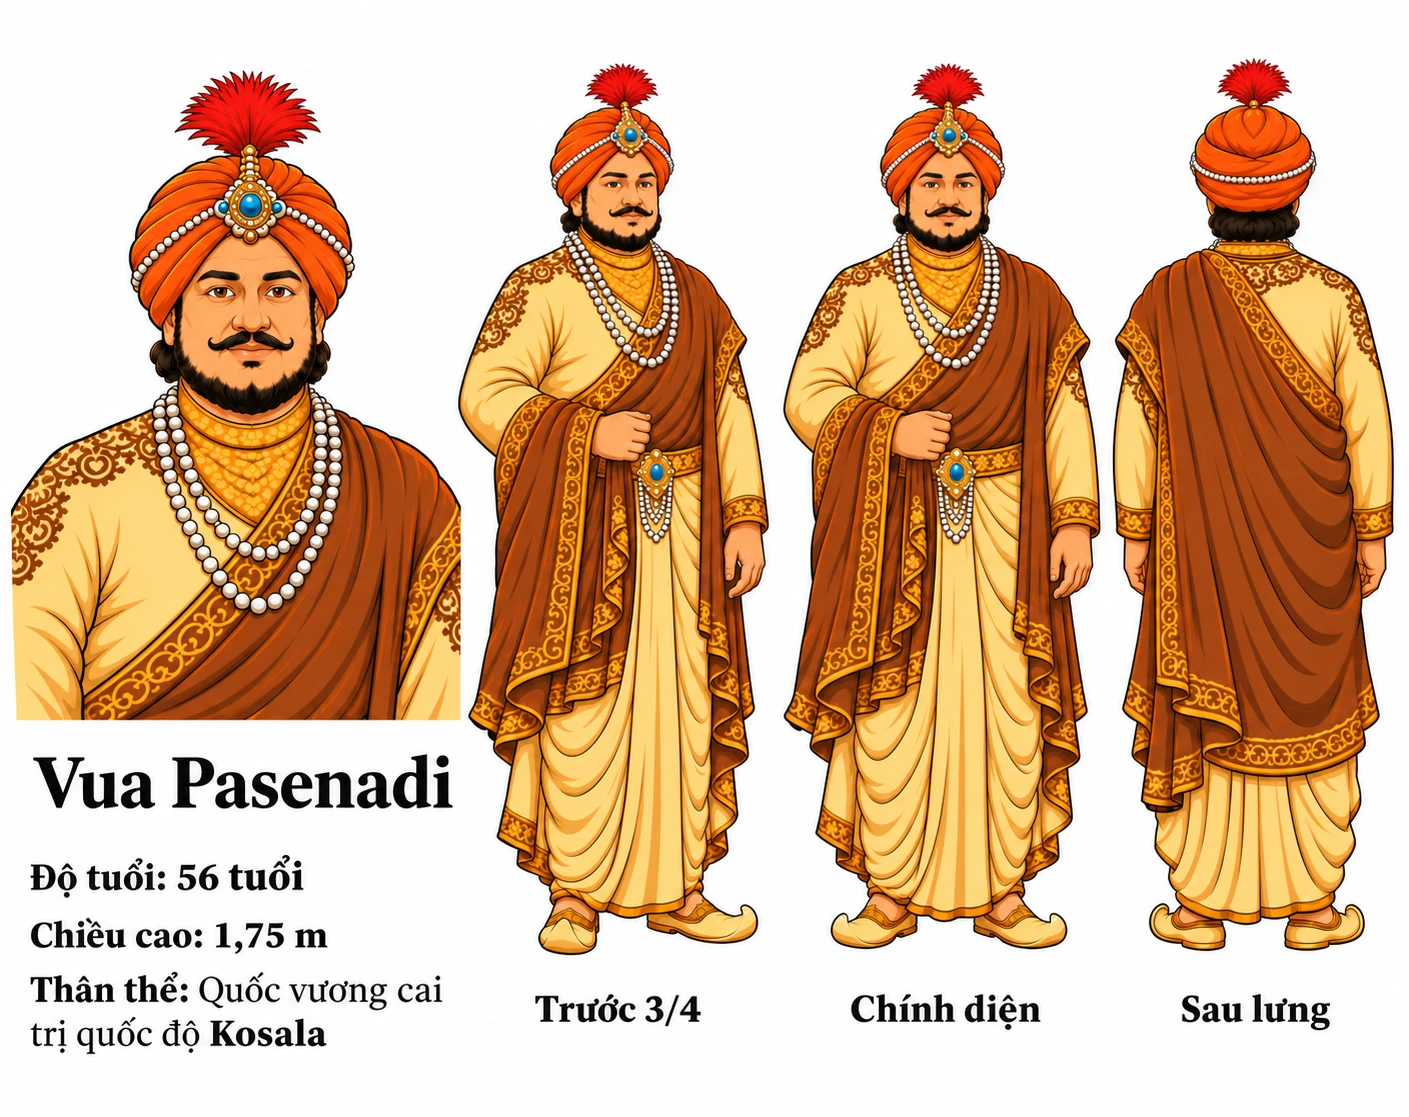 Vua Pasenadi
Độ tuổi: 56 tuổi
Chiều cao: 1,75 m
Thân thể: Quốc vương cai
trị quốc độ Kosala
Trước 3/4
Chính diện
Sau lưng